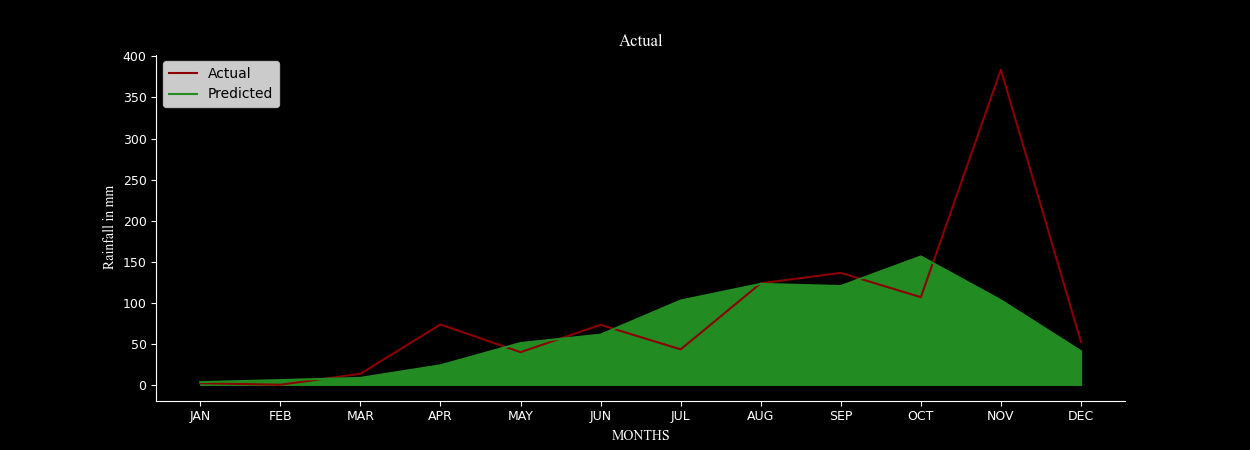 Actual
400
350
300
250
200
150
100
50
0
Actual
Predicted
Rainfall in mm
JAN FEB MAR APR MAY JUN JUL AUG SEP OCT NOV DEC
MONTHS